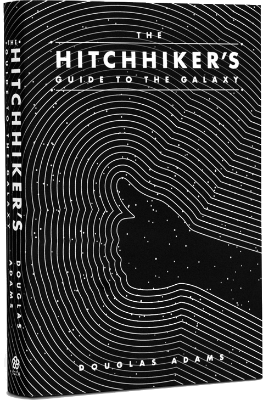 THE
HITCHHIKER'S
GUIDE TO THE GALAXY
DOUGLAS ADAMS
THE
HITCHHIKER'S
GUIDE TO THE GALAXY
DOUGLAS
ADAMS